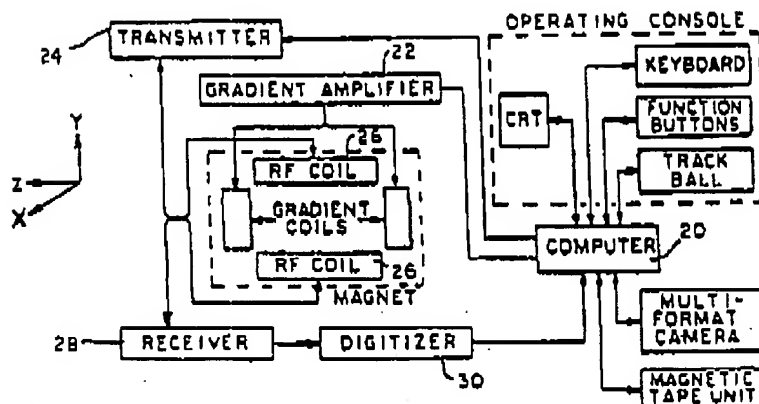 OPERATING CONSOLE
24
TRANSMITTER
22
GRADIENT AMPLIFIER
KEYBOARD
CRT
FUNCTION
BUTTONS
TRACK
BALL
Y
Z
X
26
RF COIL
GRADIENT
COILS
RF COIL
26
MAGNET
COMPUTER
20
28
RECEIVER
DIGITIZER
30
MULTI-
FORMAT
CAMERA
MAGNETIC
TAPE UNIT